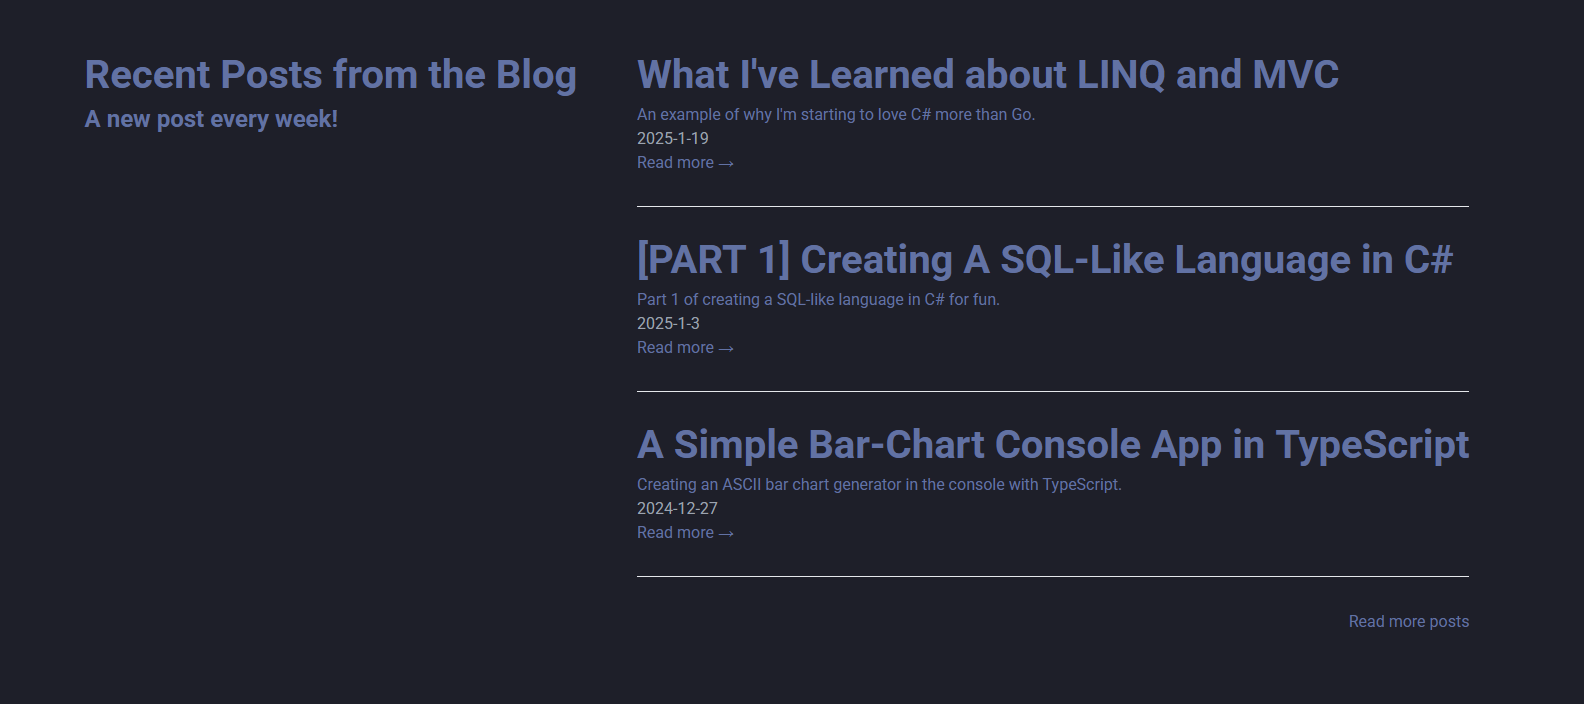 Recent Posts from the Blog
A new post every week!
What I've Learned about LINQ and MVC
An example of why I'm starting to love C# more than Go.
2025-1-19
Read more →
[PART 1] Creating A SQL-Like Language in C#
Part 1 of creating a SQL-like language in C# for fun.
2025-1-3
Read more →
A Simple Bar-Chart Console App in TypeScript
Creating an ASCII bar chart generator in the console with TypeScript.
2024-12-27
Read more →
Read more posts